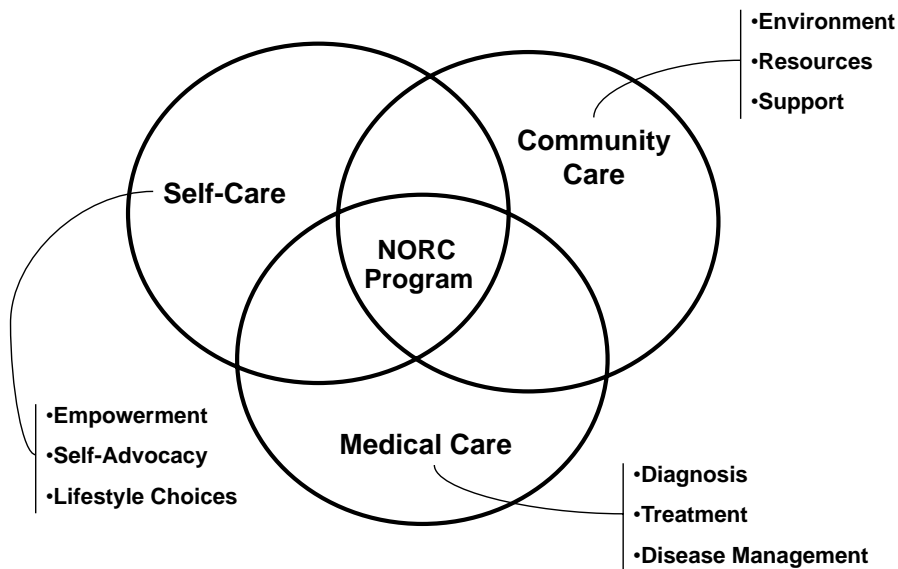 •Environment
•Resources
•Support
Community
Care
Self-Care
NORC
Program
•Empowerment
•Self-Advocacy
•Lifestyle Choices
Medical Care
•Diagnosis
•Treatment
•Disease Management